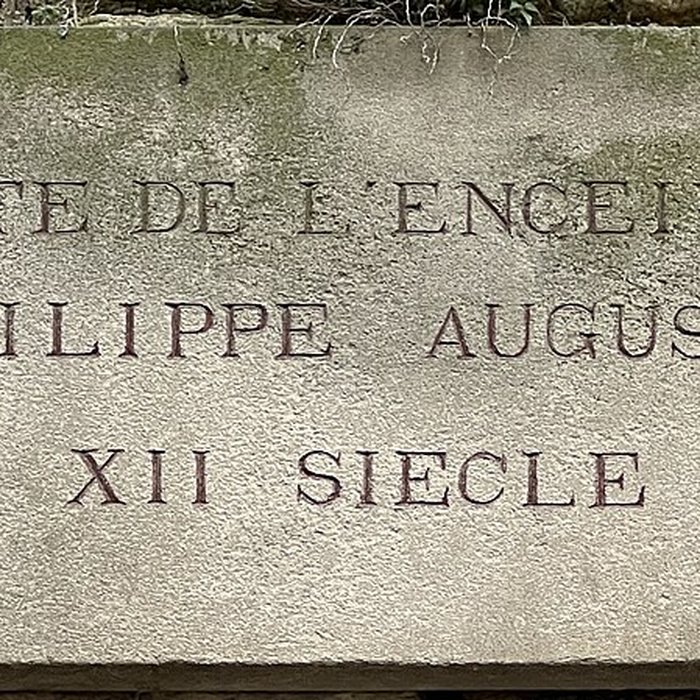 TE DE L'ENCEI
ILIPPE AUGUS
XII SIECLE